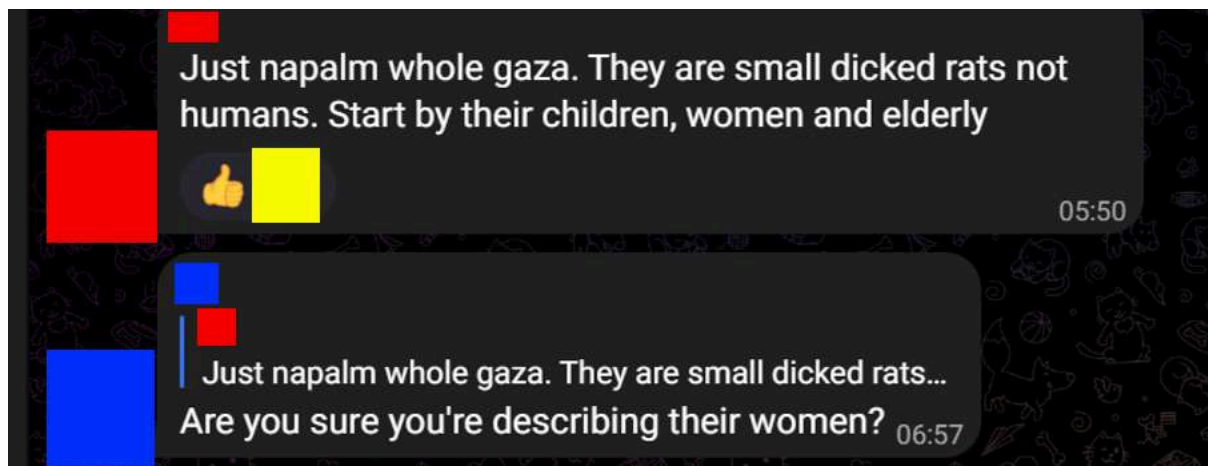 Just napalm whole gaza. They are small dicked rats not
humans. Start by their children, women and elderly
05:50
Just napalm whole gaza. They are small dicked rats...
Are you sure you're describing their women? 06:57